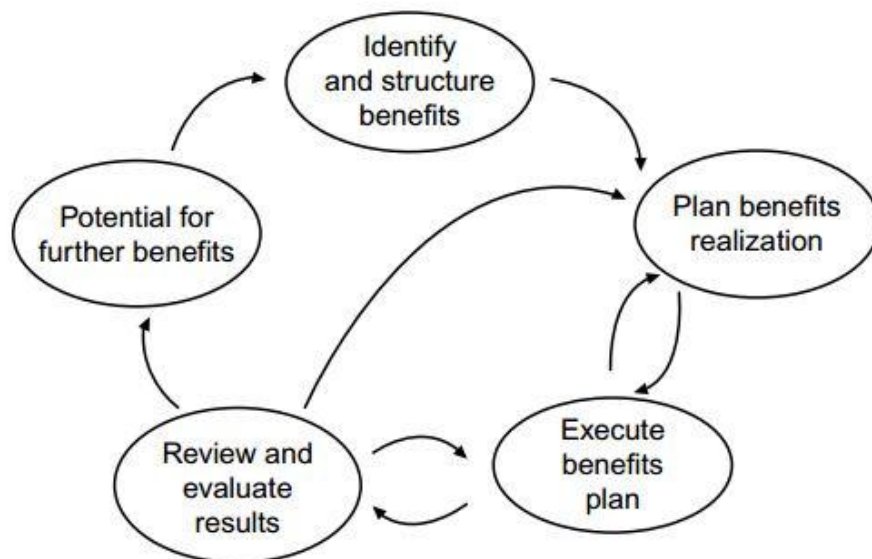 Identify
and structure
benefits
Potential for
further benefits
Plan benefits
realization
Review and
evaluate
results
Execute
benefits
plan